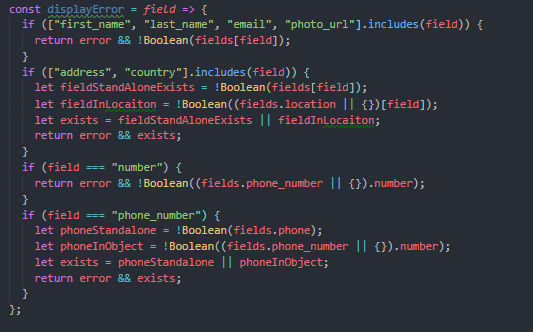 const displayError = field => {
if (["first_name", "last_name", "email", "photo_url"].includes(field)) {
return error && !Boolean(fields[field]);
}
if (["address", "country"].includes(field)) {
let fieldStandAloneExists = !Boolean(fields[field]);
let fieldInLocaiton = !Boolean((fields.location || {})[field]);
let exists = fieldStandAloneExists || fieldInLocaiton;
return error && exists;
}
if (field === "number") {
return error && !Boolean((fields.phone_number || {}).number);
}
if (field === "phone_number") {
let phoneStandalone = !Boolean(fields.phone);
let phoneInObject = !Boolean((fields.phone_number || {}).number);
let exists = phoneStandalone || phoneInObject;
return error && exists;
}
};